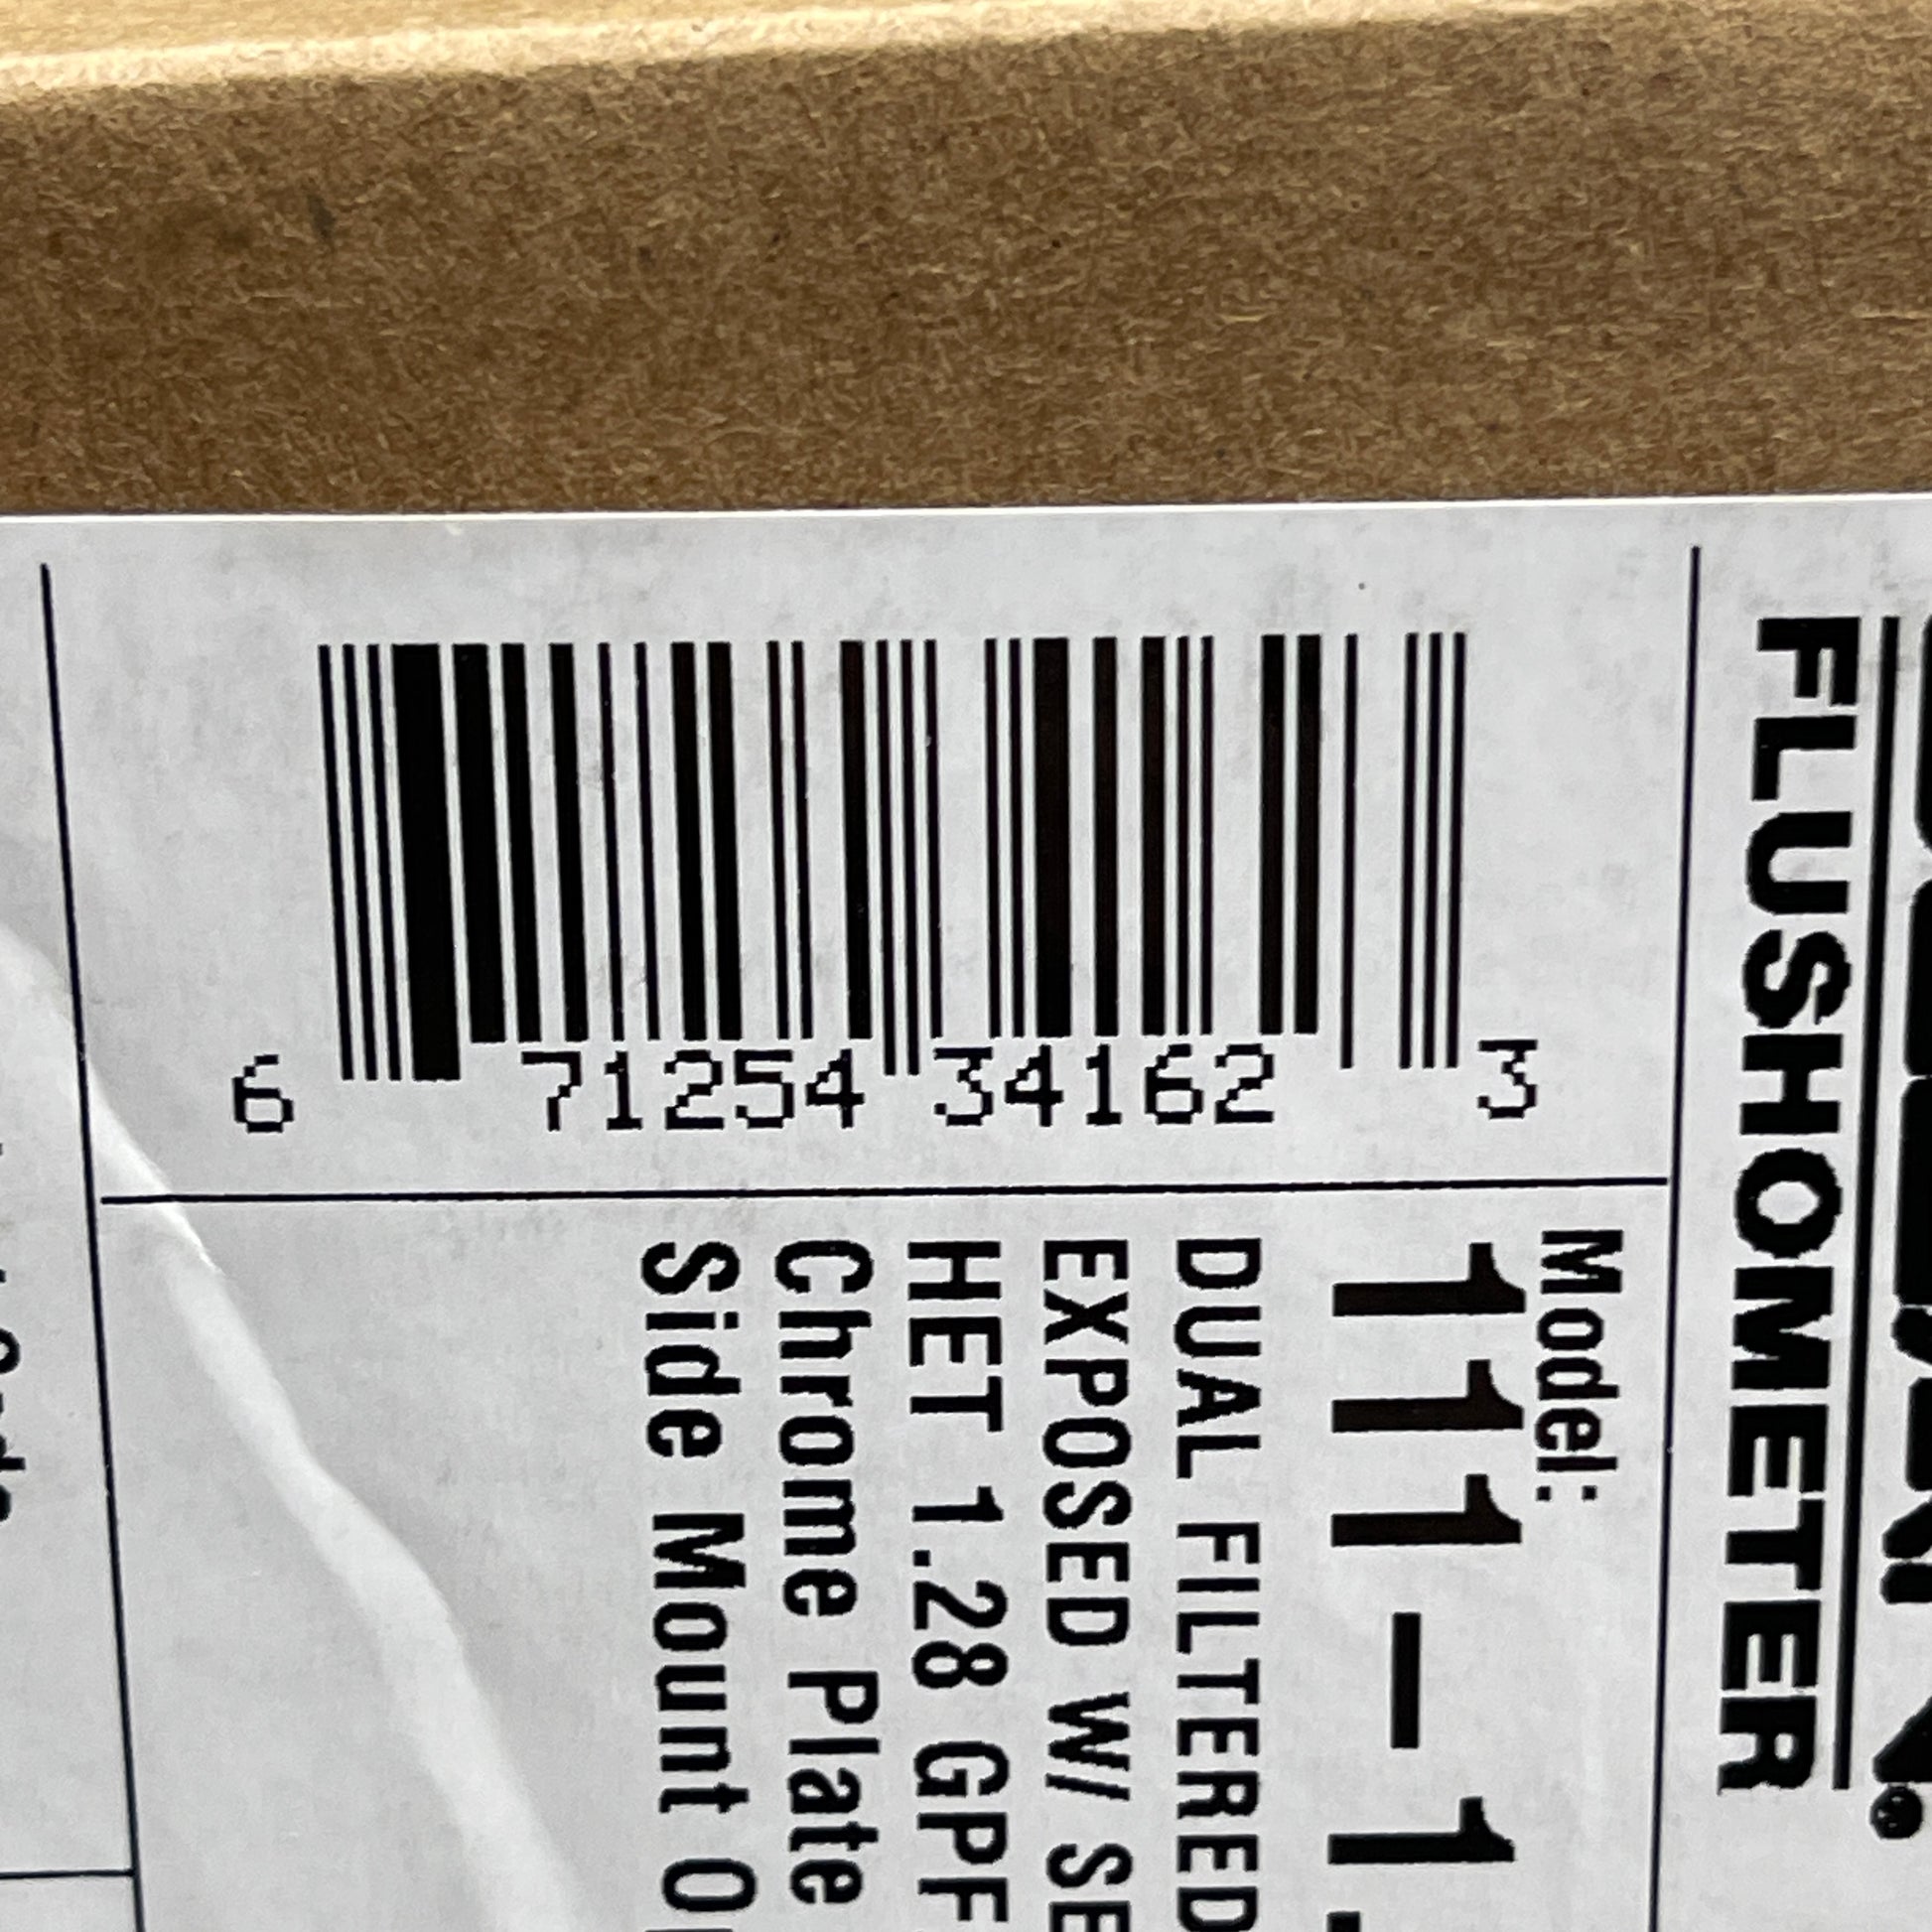 6 71254 34162 3
FLUSHOMETER
Model:
111-1.
DUAL FILTERED
EXPOSED W/ SE
HET 1.28 GPF
Chrome Plate
Side Mount